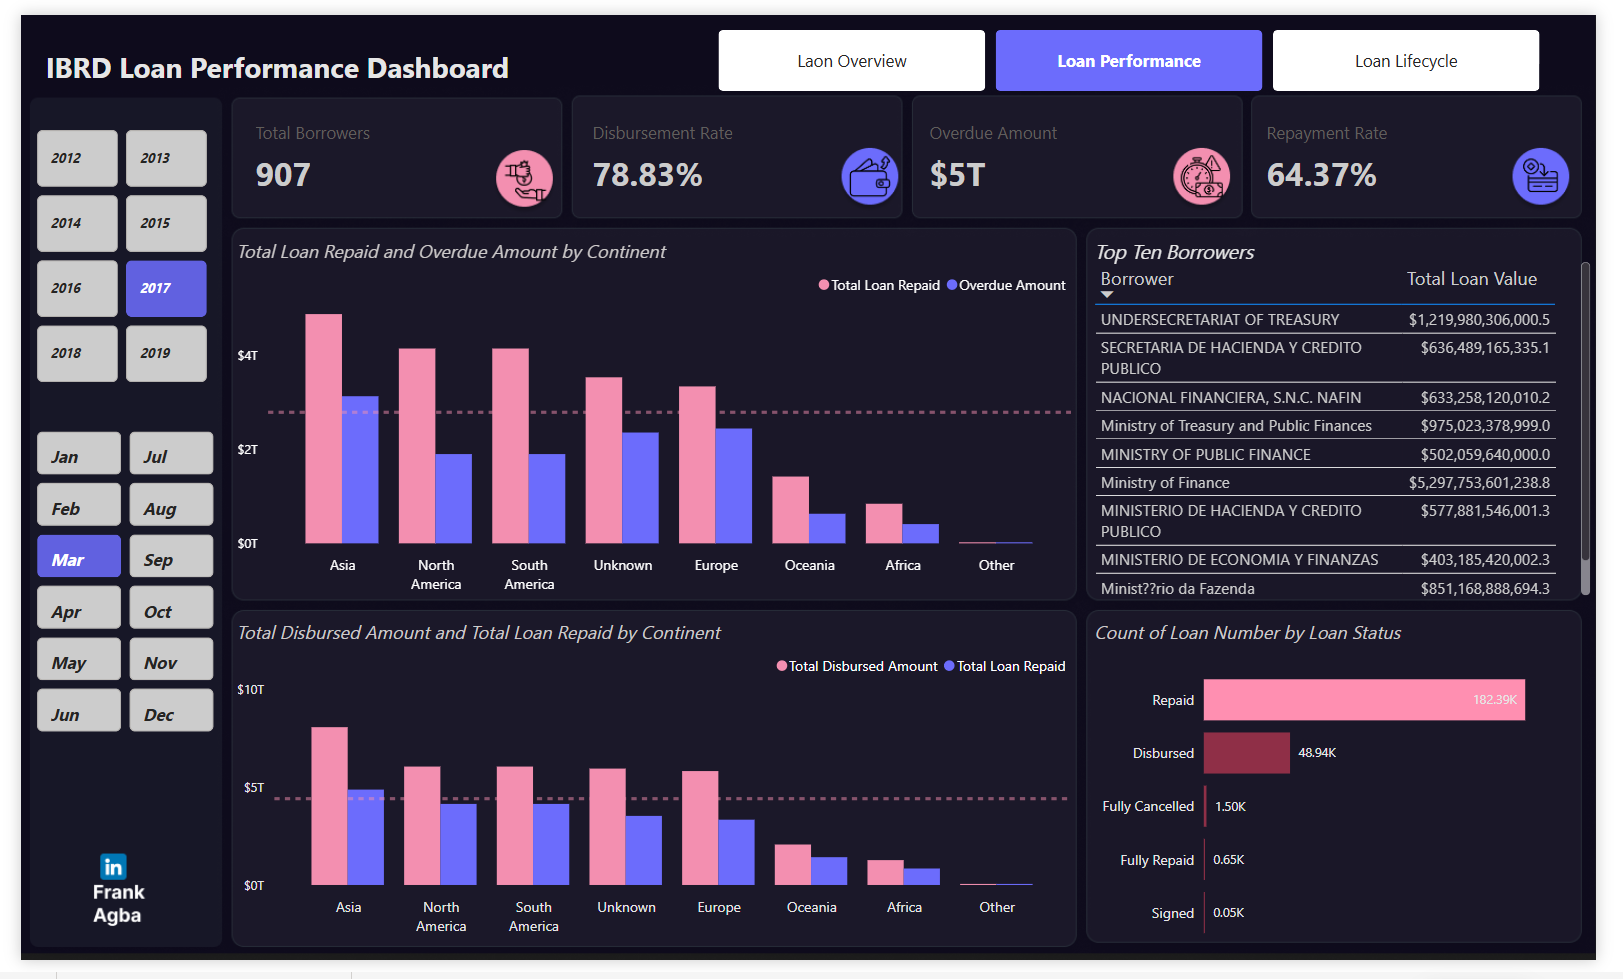 IBRD Loan Performance Dashboard
Laon Overview
Loan Performance
Loan Lifecycle
2012
2013
2014
2015
2016
2017
2018
2019
Jan
Jul
Feb
Aug
Mar
Sep
Apr
Oct
May
Nov
Jun
Dec
in
Frank
Agba
Total Borrowers
907
Disbursement Rate
78.83%
Overdue Amount
$5T
Repayment Rate
64.37%
Total Loan Repaid and Overdue Amount by Continent
Total Loan Repaid
Overdue Amount
$4T
$2T
$0T
Asia
North
America
South
America
Unknown
Europe
Oceania
Africa
Other
Top Ten Borrowers
Borrower
Total Loan Value
UNDERSECRETARIAT OF TREASURY $1,219,980,306,000.5
SECRETARIA DE HACIENDA Y CREDITO $636,489,165,335.1
PUBLICO
NACIONAL FINANCIERA, S.N.C. NAFIN $633,258,120,010.2
Ministry of Treasury and Public Finances $975,023,378,999.0
MINISTRY OF PUBLIC FINANCE $502,059,640,000.0
Ministry of Finance $5,297,753,601,238.8
MINISTERIO DE HACIENDA Y CREDITO $577,881,546,001.3
PUBLICO
MINISTERIO DE ECONOMIA Y FINANZAS $403,185,420,002.3
Minist??rio da Fazenda $851,168,888,694.3
Total Disbursed Amount and Total Loan Repaid by Continent
Total Disbursed Amount
Total Loan Repaid
$10T
$5T
$0T
Asia
North
America
South
America
Unknown
Europe
Oceania
Africa
Other
Count of Loan Number by Loan Status
Repaid 182.39K
Disbursed 48.94K
Fully Cancelled 1.50K
Fully Repaid 0.65K
Signed 0.05K